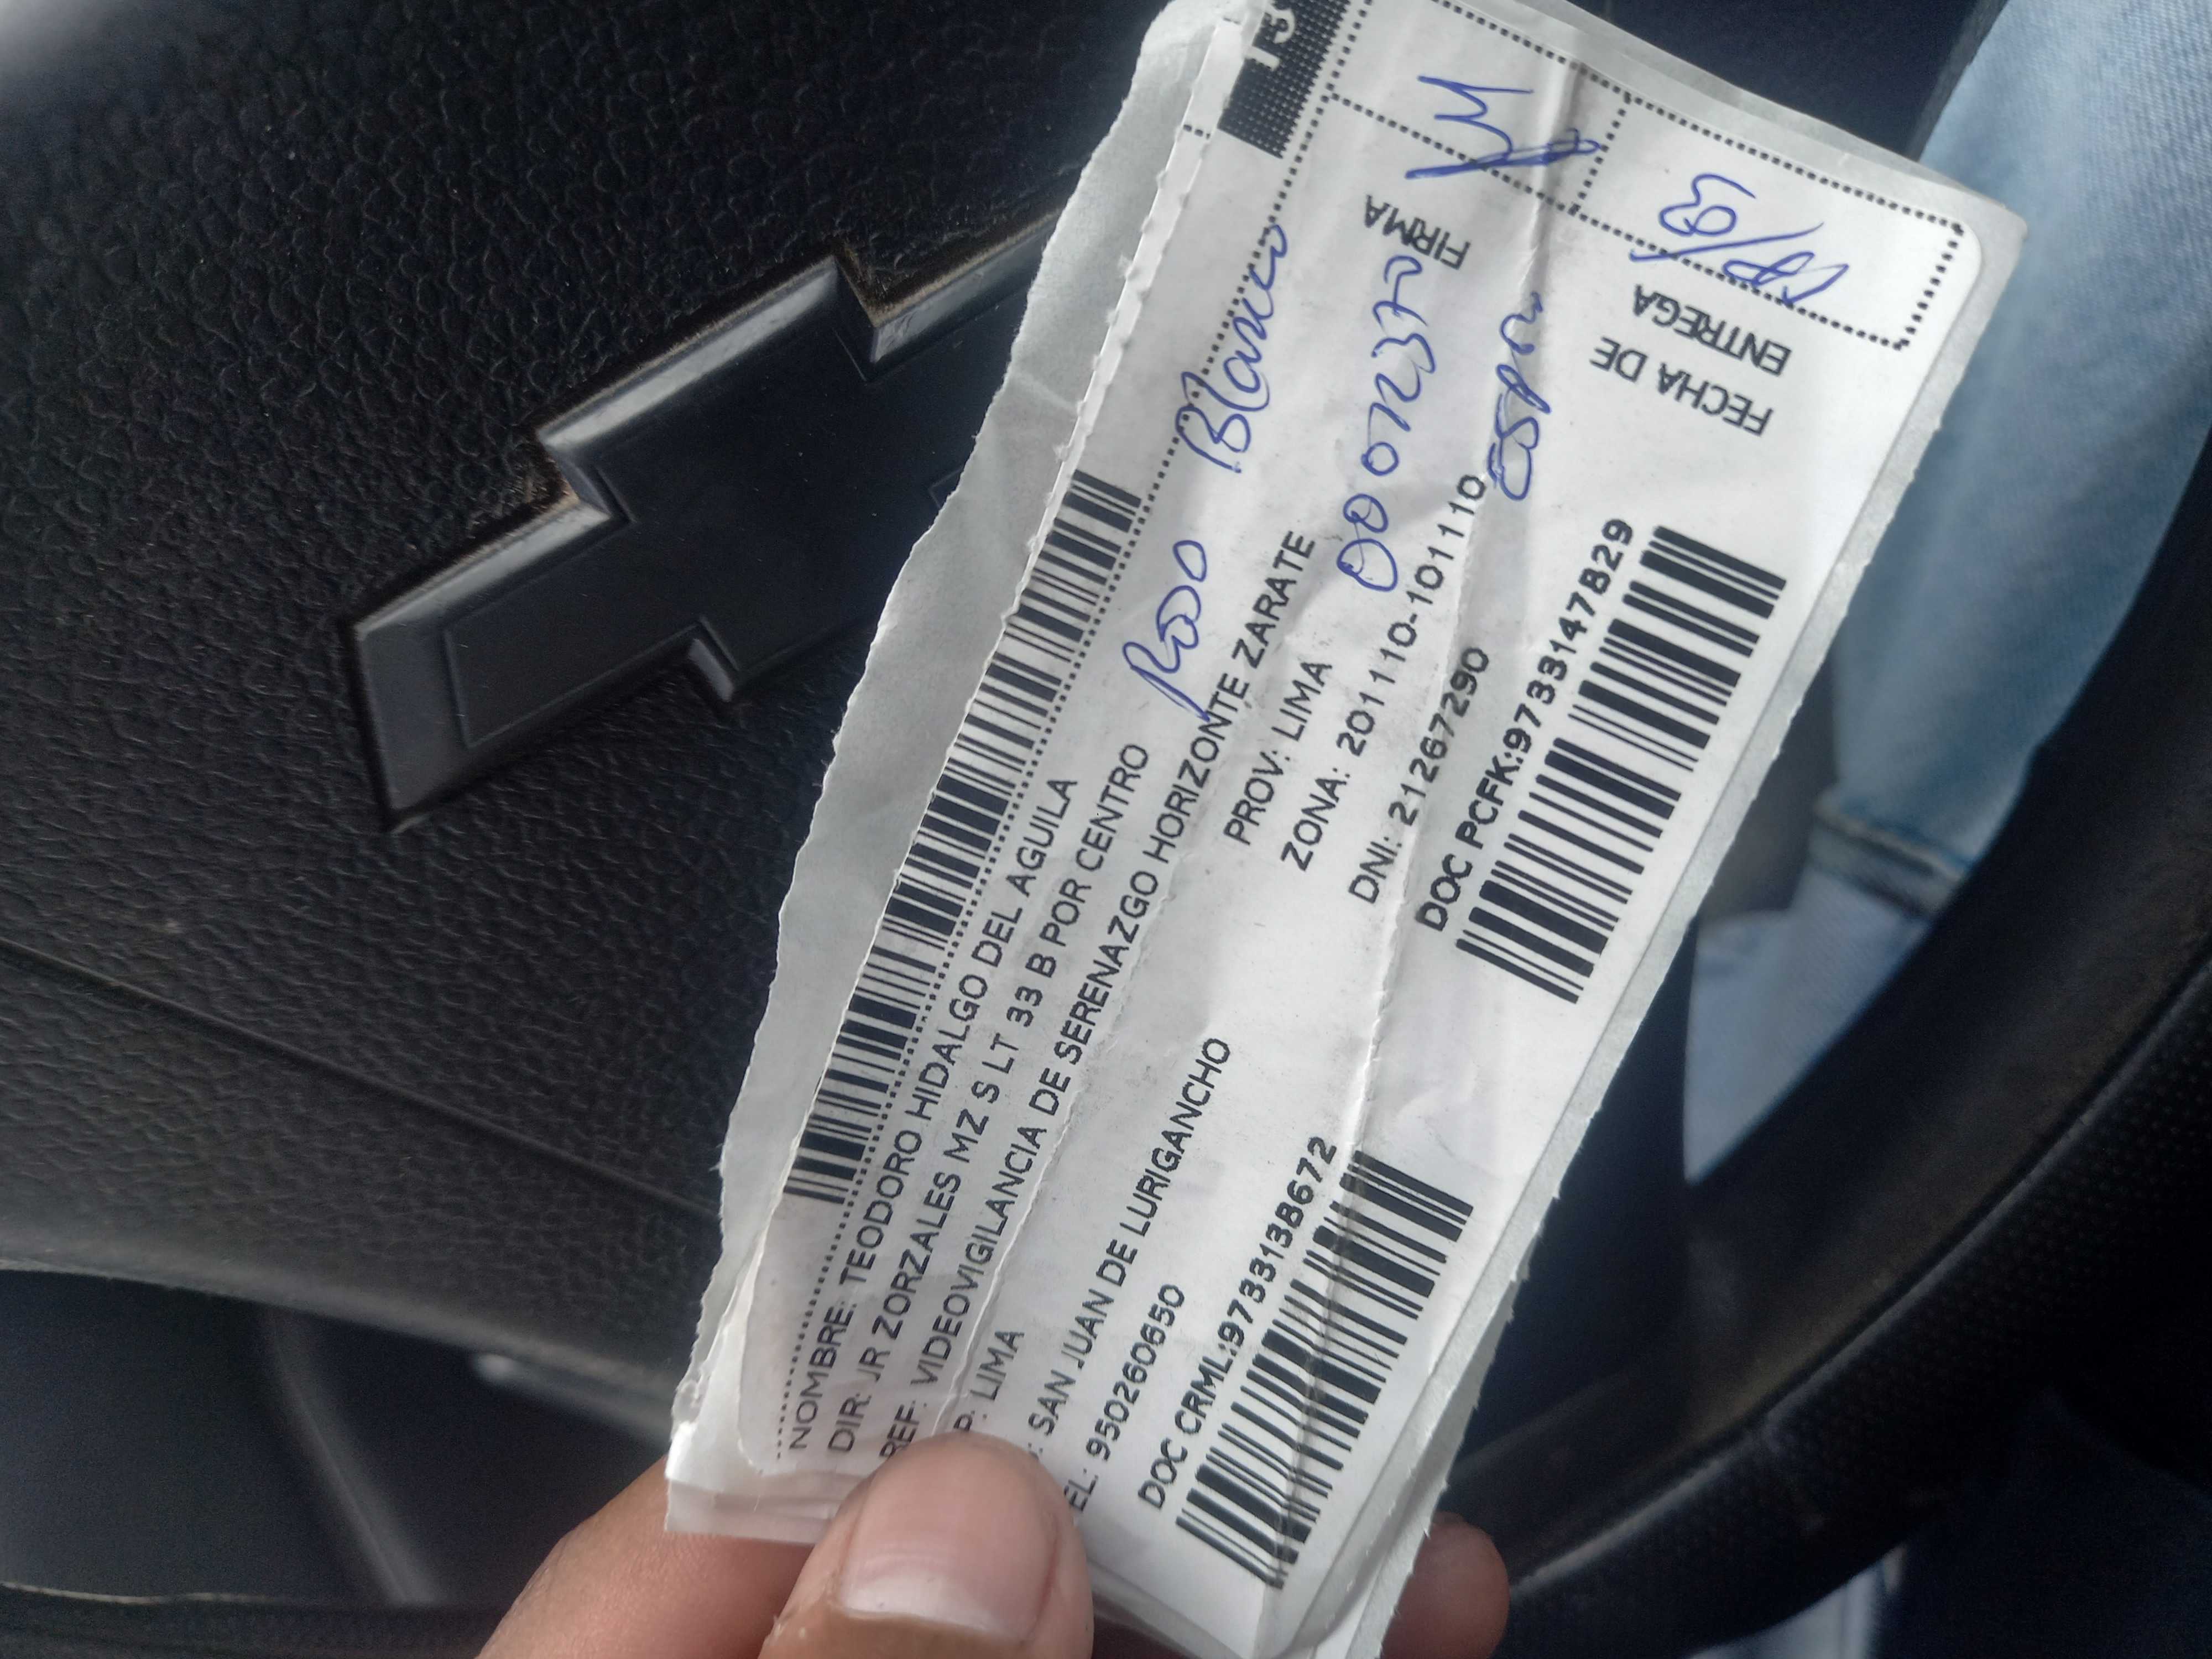 13
NOMBRE: TEODORO HIDALGO DEL AGUILA
DIR: JR ZORZALES MZ S LT 33 B POR CENTRO
REF: VIDEOVIGILANCIA DE SERENAZGO HORIZONTE ZARATE
P: LIMA
PROV: LIMA
: SAN JUAN DE LURIGANCHO
ZONA: 201110-101110
EL: 950260650
DNI: 21267290
DOC CRML:9733138672
DOC PCFK:9733147829
Blanco
FIRMA
FECHA DE
ENTREGA